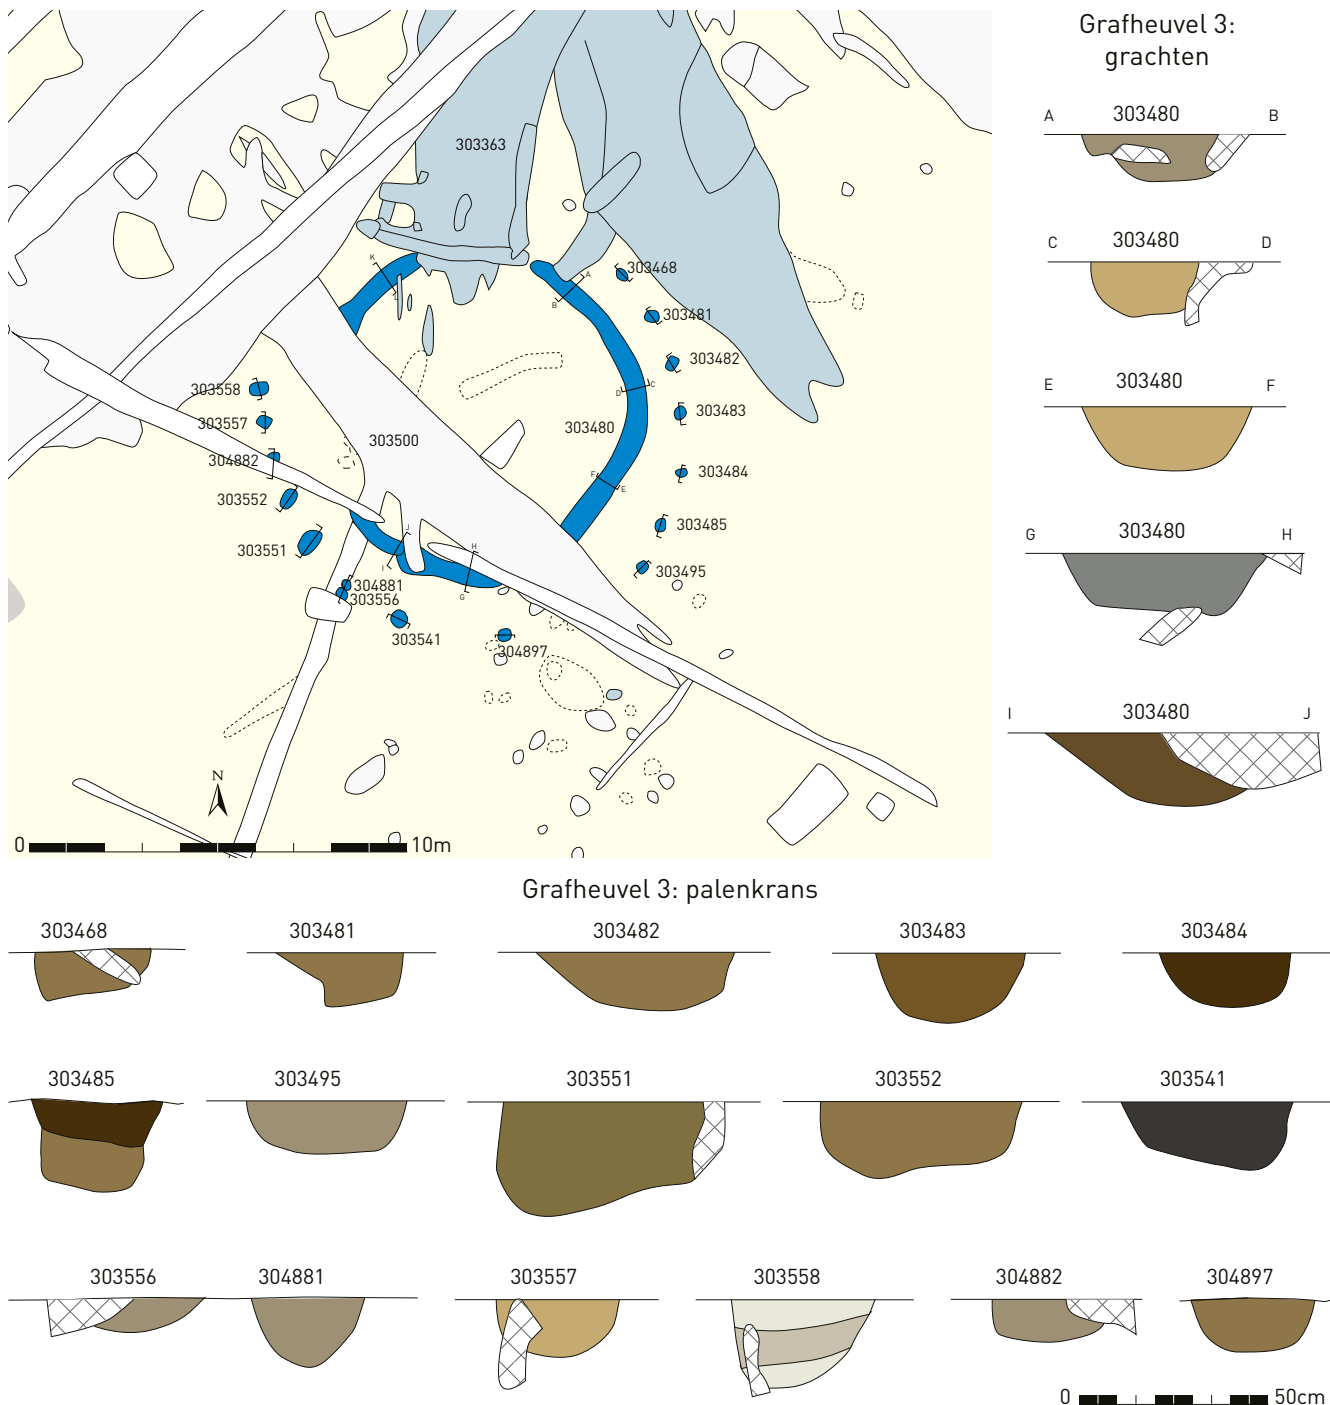 Grafheuvel 3:
grachten
A 303480 B
C 303480 D
E 303480 F
G 303480 H
I 303480 J
303363
K
L
A
B
303468
303481
303482
C
D
303483
303480
303484
F
E
303485
303495
303558
303557
304882
303500
303552
303551
J
I
H
G
304881
303556
303541
304897
N
0 10m
Grafheuvel 3: palenkrans
303468 303481 303482 303483 303484
303485 303495 303551 303552 303541
303556 304881 303557 303558 304882 304897
0 50cm